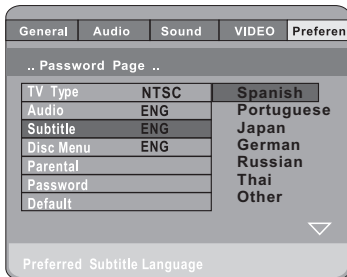 General Audio Sound VIDEO Preferen
.. Password Page ..
TV Type NTSC Spanish
Audio ENG Portuguese
Subtitle ENG Japan
Disc Menu ENG German
Parental Russian
Password Thai
Default Other
Preferred Subtitle Language